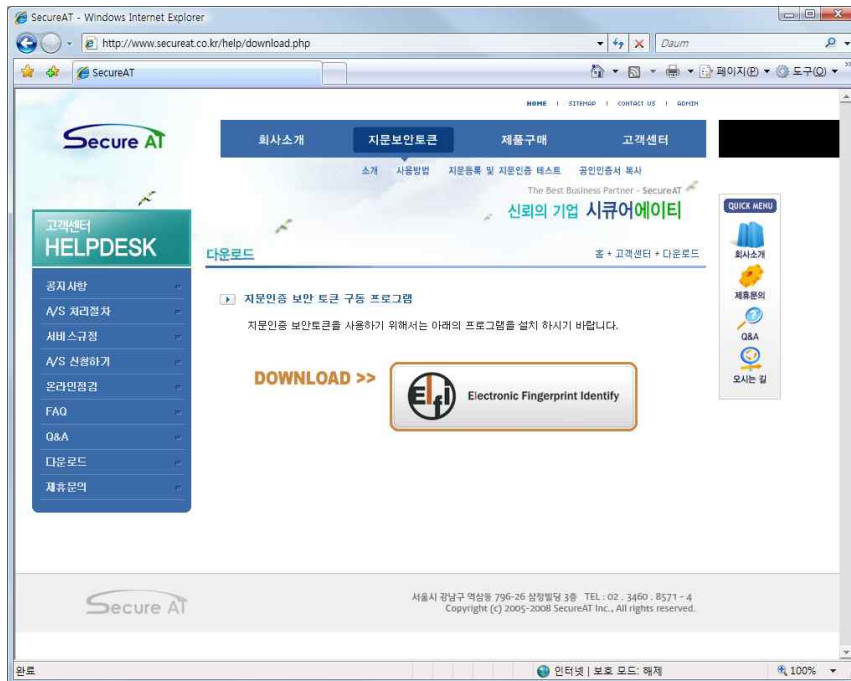 SecureAT - Windows Internet Explorer
http://www.secureat.co.kr/help/download.php
Daum
SecureAT
페이지(P)
도구(O)
HOME | SITEMAP | CONTACT US | ADMIN
Secure AT
회사소개 지문보안토큰 제품구매 고객센터
소개 사용방법 지문등록 및 지문인증 테스트 공인인증서 복사
The Best Business Partner - SecureAT
신뢰의 기업 시큐어에이티
고객센터
HELPDESK
다운로드
홈 + 고객센터 + 다운로드
공지사항
A/S 처리절차
서비스규정
A/S 신청하기
온라인점검
FAQ
Q&A
다운로드
제휴문의
지문인증 보안 토큰 구동 프로그램
지문인증 보안토큰을 사용하기 위해서는 아래의 프로그램을 설치 하시기 바랍니다.
DOWNLOAD >>
Elfi
Electronic Fingerprint Identify
QUICK MENU
회사소개
제휴문의
Q&A
오시는 길
Secure AT
서울시 강남구 역삼동 796-26 삼정빌딩 3층 TEL : 02 . 3460 . 8571 ~ 4
Copyright (c) 2005-2008 SecureAT Inc., All rights reserved.
완료
인터넷 | 보호 모드: 해제
100%